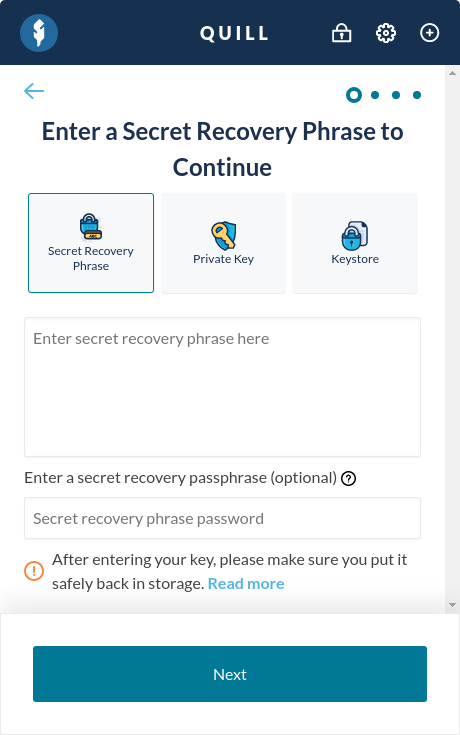 QUILL
Enter a Secret Recovery Phrase to
Continue
Secret Recovery
Phrase
Private Key
Keystore
Enter secret recovery phrase here
Enter a secret recovery passphrase (optional)
Secret recovery phrase password
After entering your key, please make sure you put it
safely back in storage. Read more
Next